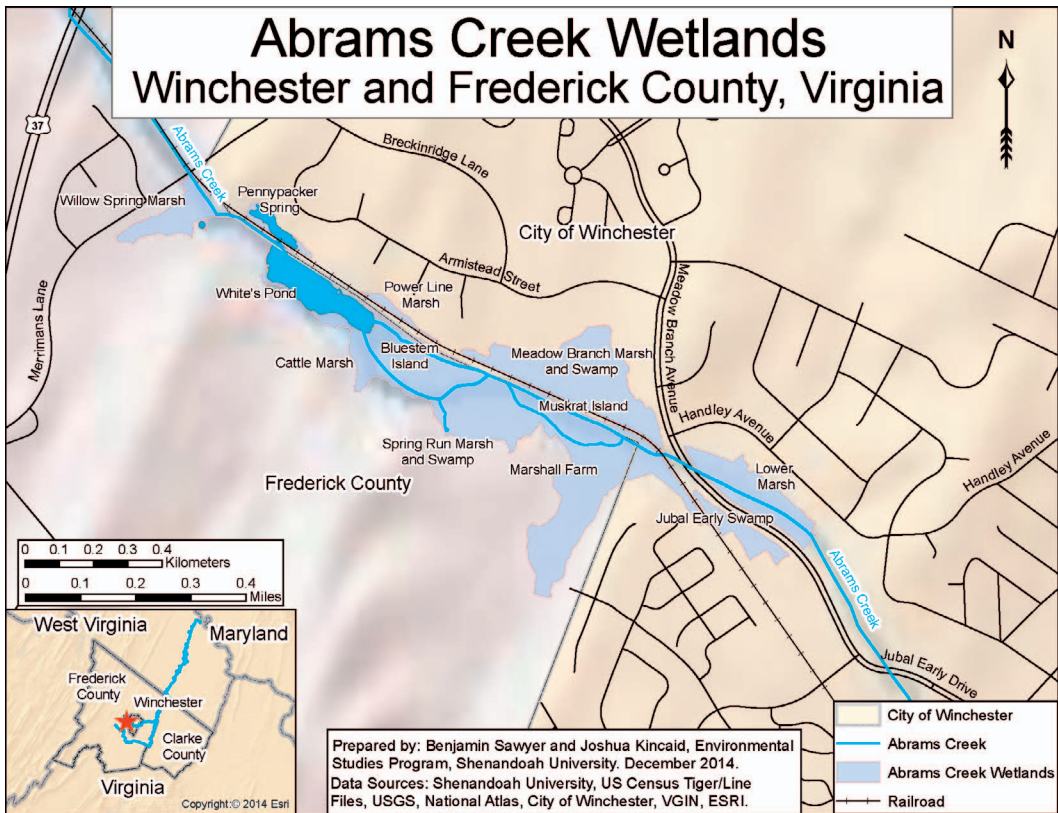 Abrams Creek Wetlands
Winchester and Frederick County, Virginia
N
37
Abrams Creek
Breckinridge Lane
Willow Spring Marsh
Pennypacker
Spring
City of Winchester
Armistead Street
White's Pond
Power Line
Marsh
Meadow Branch Avenue
Merrimans Lane
Bluestem
Island
Cattle Marsh
Meadow Branch Marsh
and Swamp
Muskrat Island
Handley Avenue
Handley Avenue
Spring Run Marsh
and Swamp
Marshall Farm
Lower
Marsh
Frederick County
Jubal Early Swamp
Abrams Creek
Jubal Early Drive
0 0.1 0.2 0.3 0.4
Kilometers
0 0.1 0.2 0.3 0.4
Miles
West Virginia
Maryland
Frederick
County
Winchester
Clarke
County
Virginia
Copyright:© 2014 Esri
Prepared by: Benjamin Sawyer and Joshua Kincaid, Environmental
Studies Program, Shenandoah University. December 2014.
Data Sources: Shenandoah University, US Census Tiger/Line
Files, USGS, National Atlas, City of Winchester, VGIN, ESRI.
City of Winchester
Abrams Creek
Abrams Creek Wetlands
Railroad